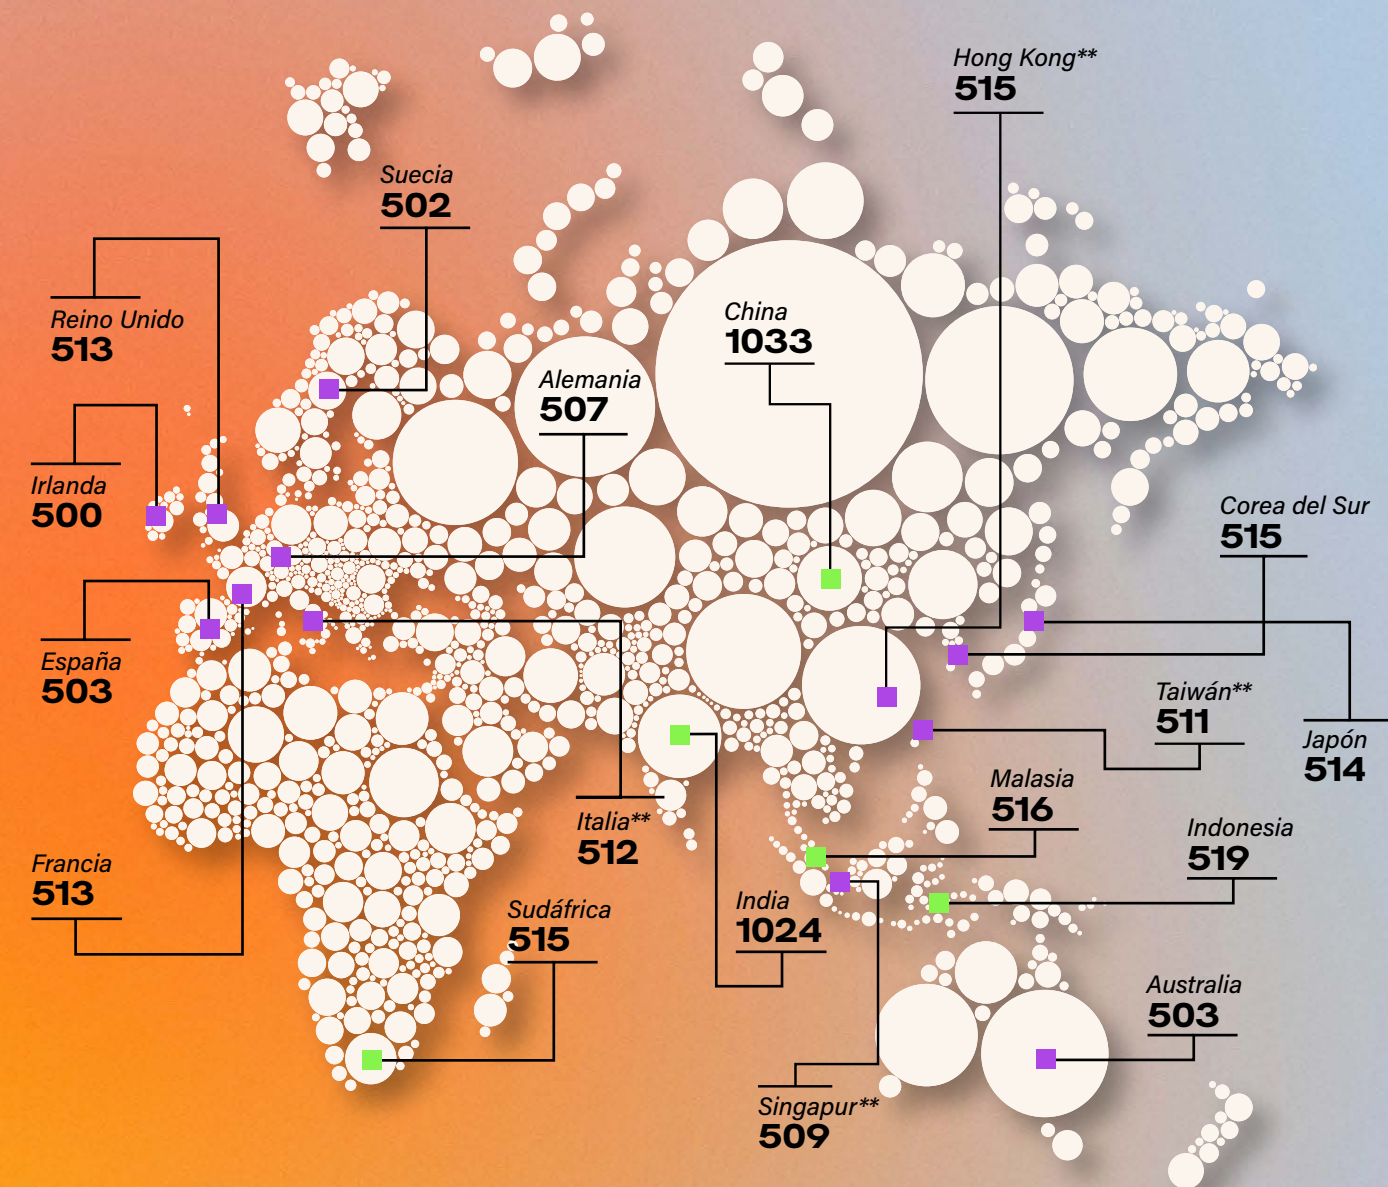 Hong Kong**
515
Suecia
502
Reino Unido
513
China
1033
Alemania
507
Irlanda
500
Corea del Sur
515
España
503
Taiwán**
511
Japón
514
Malasia
516
Italia**
512
Indonesia
519
Francia
513
India
1024
Sudáfrica
515
Australia
503
Singapur**
509